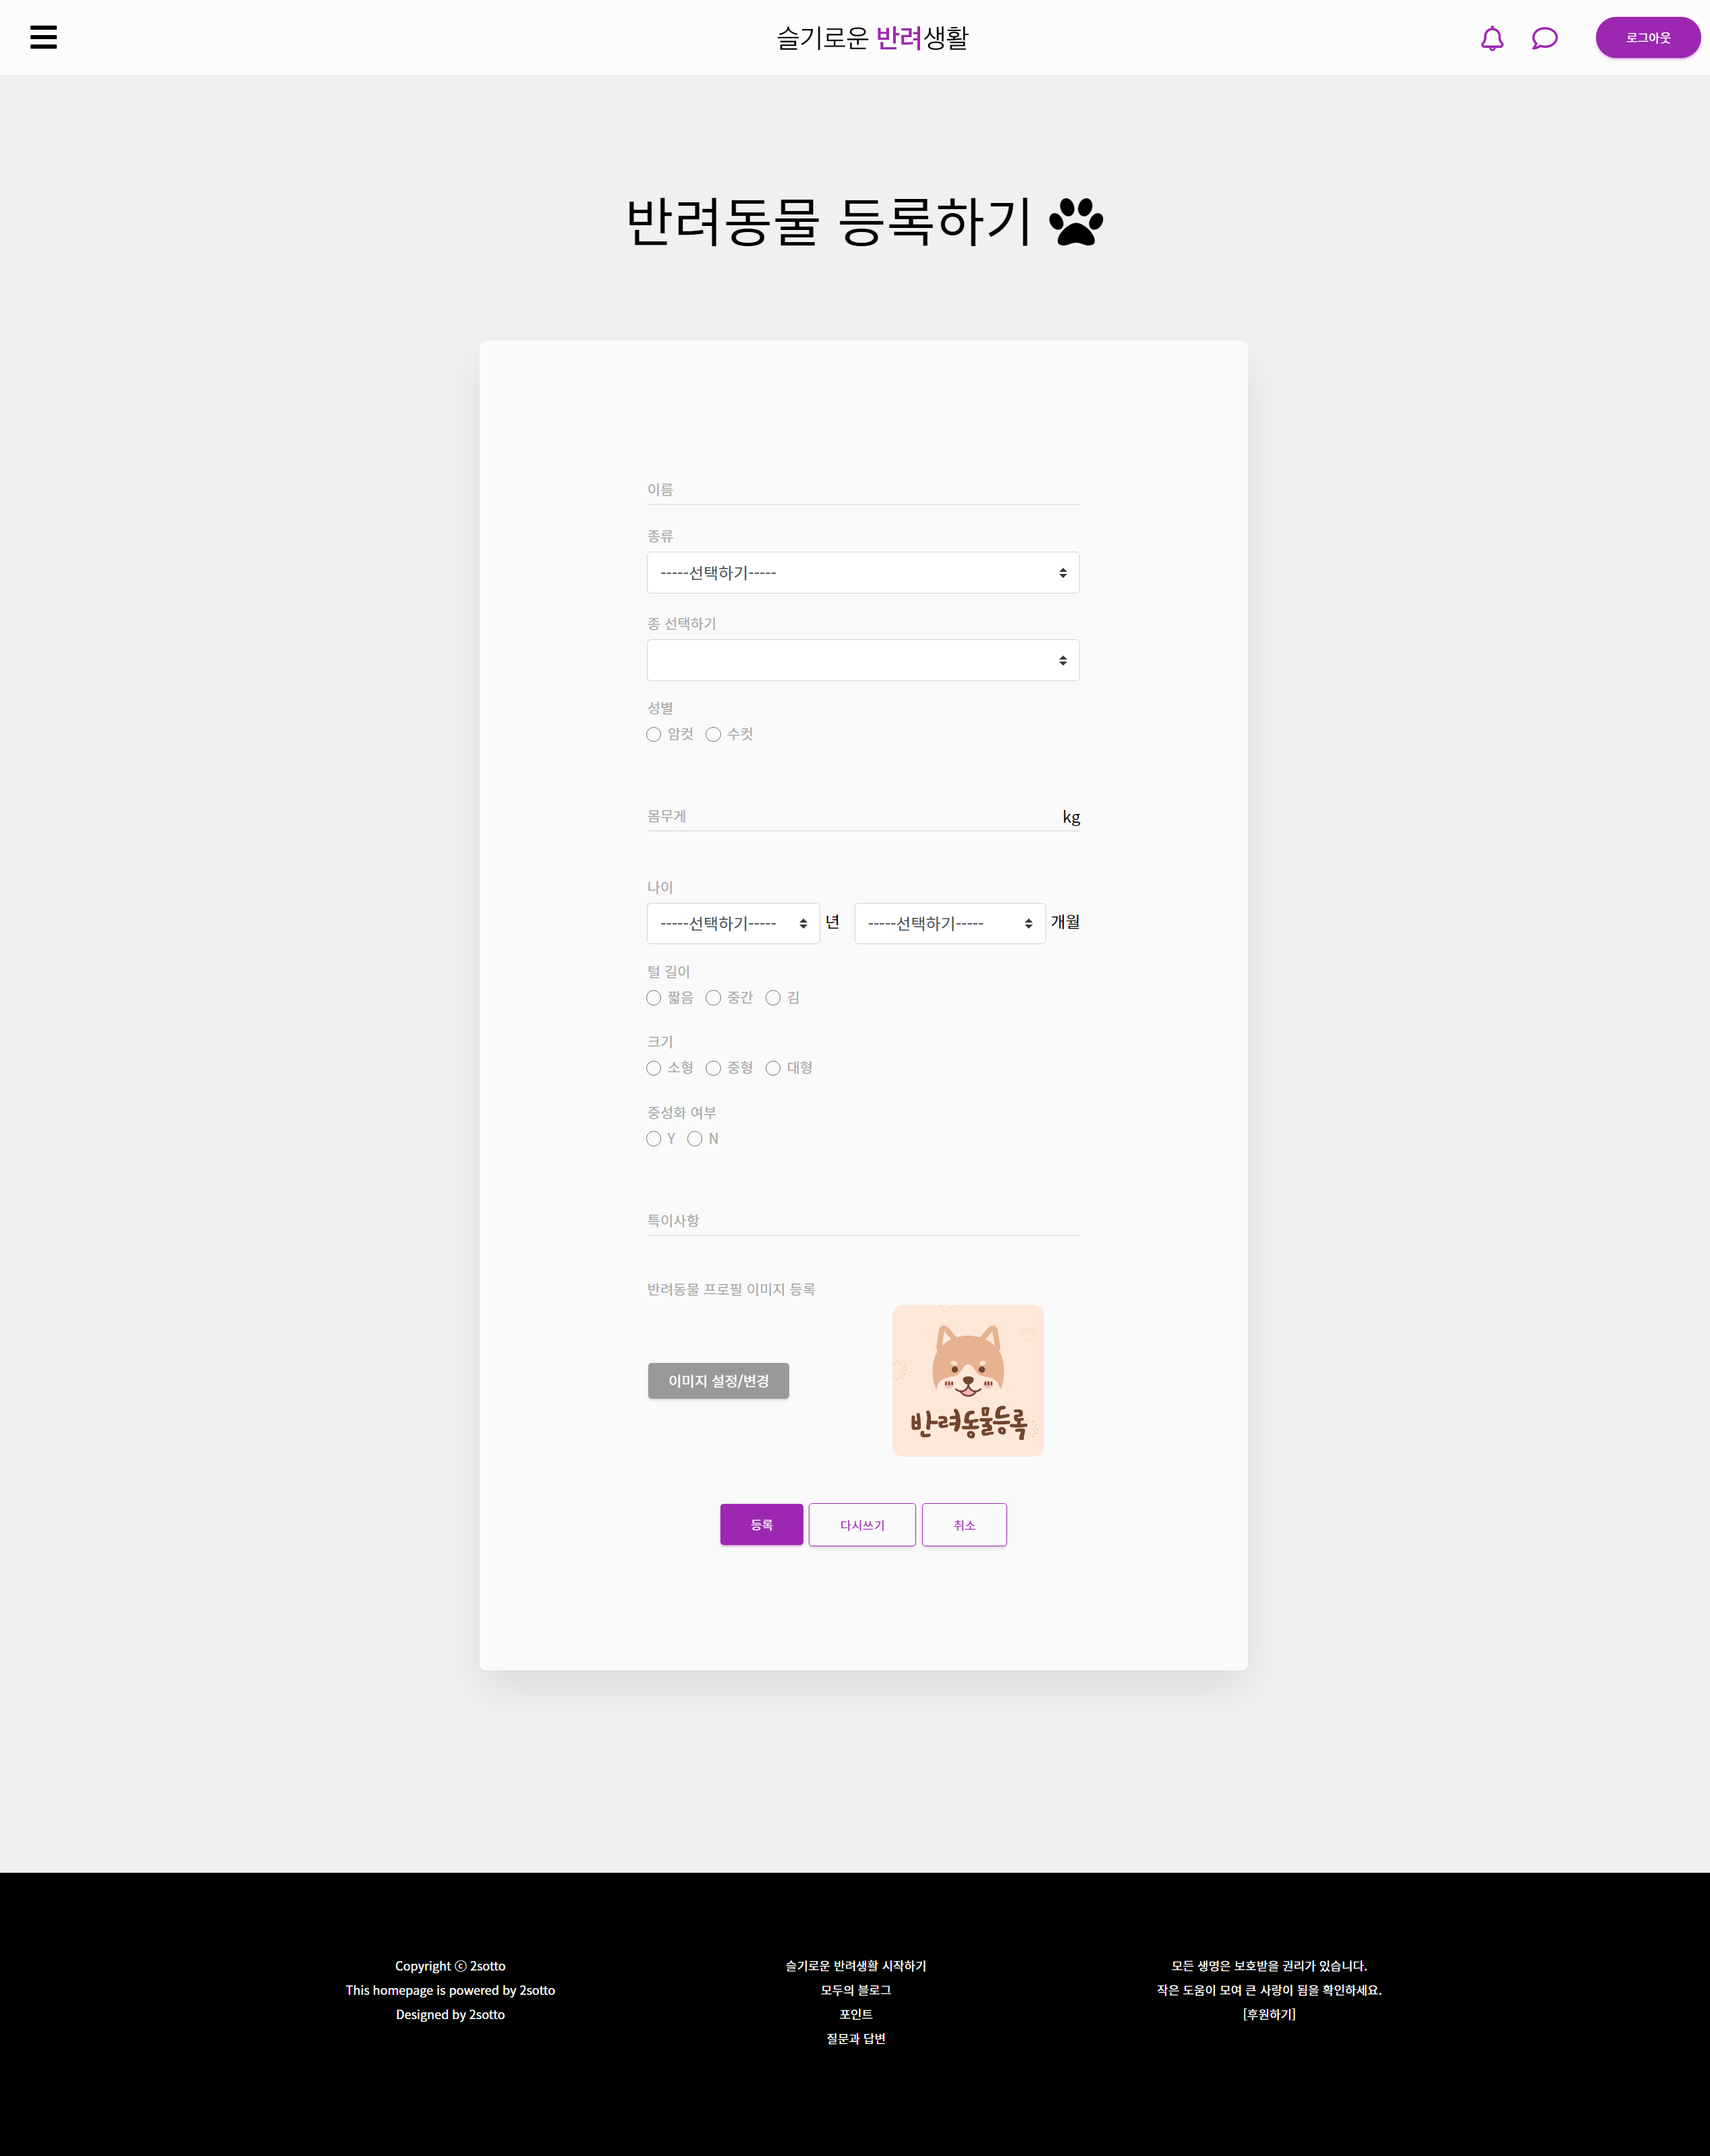 슬기로운 반려생활
로그아웃
반려동물 등록하기
이름
종류
-----선택하기-----
종 선택하기
성별
암컷 수컷
몸무게 kg
나이
-----선택하기----- 년 -----선택하기----- 개월
털 길이
짧음 중간 김
크기
소형 중형 대형
중성화 여부
Y N
특이사항
반려동물 프로필 이미지 등록
이미지 설정/변경
반려동물등록
등록 다시쓰기 취소
Copyright ⓒ 2sotto
This homepage is powered by 2sotto
Designed by 2sotto
슬기로운 반려생활 시작하기
모두의 블로그
포인트
질문과 답변
모든 생명은 보호받을 권리가 있습니다.
작은 도움이 모여 큰 사랑이 됨을 확인하세요.
[후원하기]